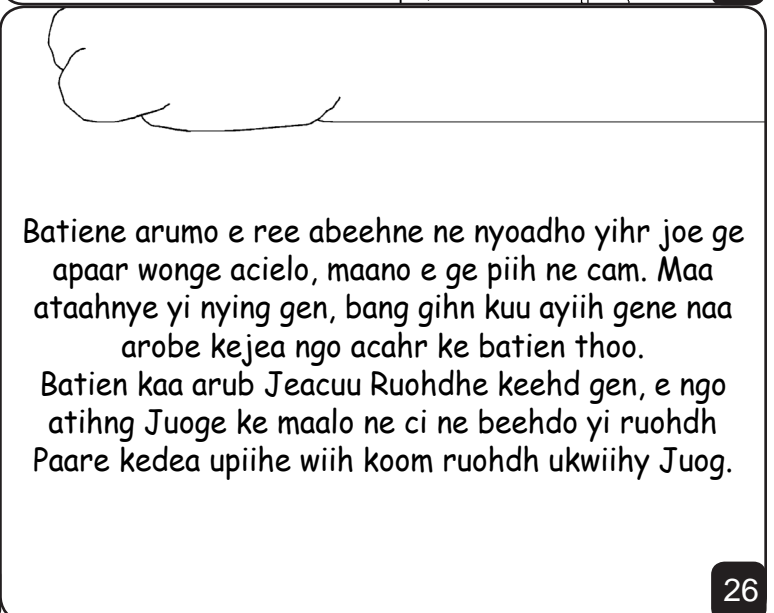 Batiene arumo e ree abeehne ne nyoadho yihr joe ge
apaar wonge acielo, maano e ge piih ne cam. Maa
ataahnye yi nying gen, bang gihn kuu ayiih gene naa
arobe kejea ngo acahr ke batien thoo.
Batien kaa arub Jeacuu Ruohdhe keehd gen, e ngo
atihng Juoge ke maalo ne ci ne beehdo yi ruohdh
Paare kedea upiihe wiih koom ruohdh ukwiihy Juog.
26